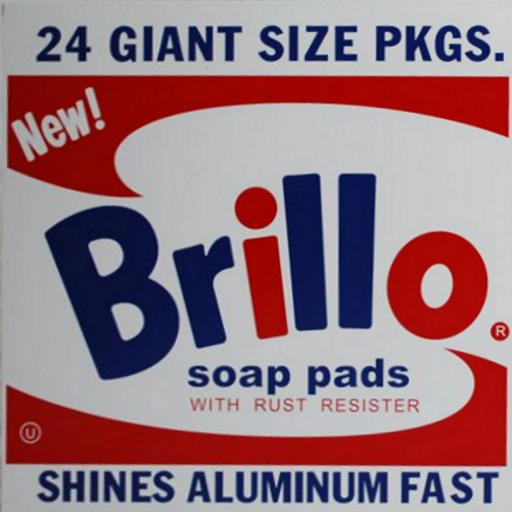 24 GIANT SIZE PKGS.
New!
Brillo®
soap pads
WITH RUST RESISTER
Ⓤ
SHINES ALUMINUM FAST